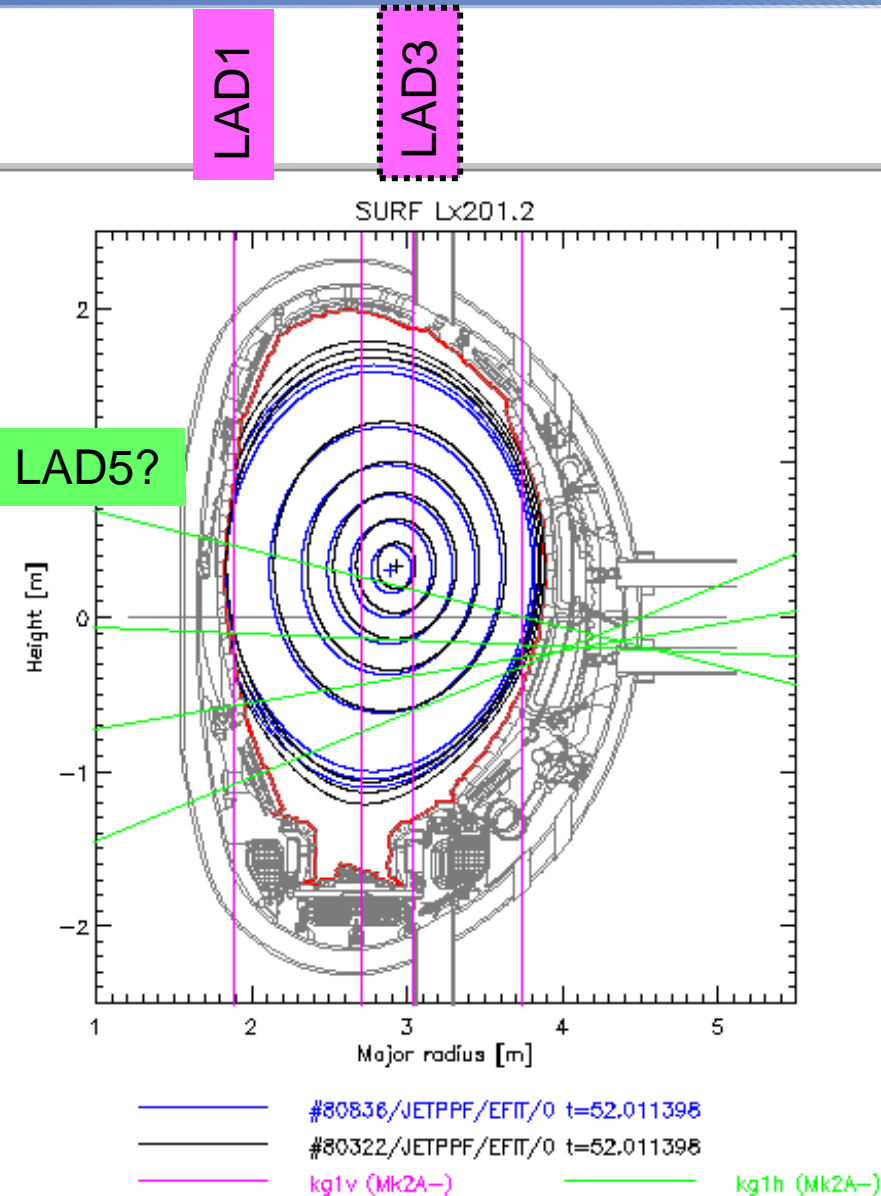 LAD1
LAD3
SURF Lx201.2
2
LAD5?
0
-1
-2
Height [m]
1 2 3 4 5
Major radius [m]
#80836/JETPPF/EFIT/0 t=52.011398
#80322/JETPPF/EFIT/0 t=52.011398
kg1v (Mk2A-) kg1h (Mk2A-)